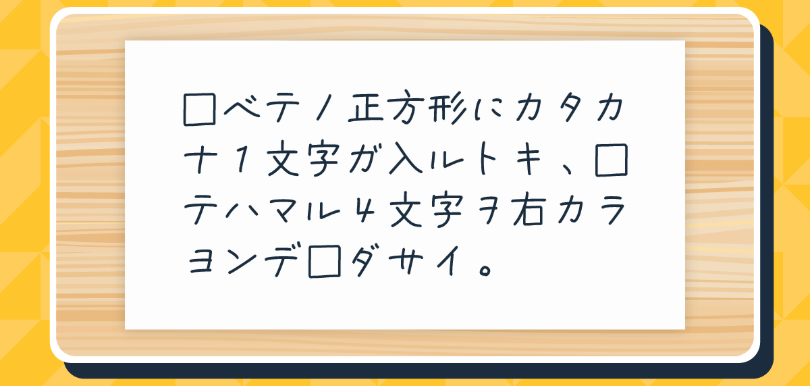 □ベテノ正方形にカタカ
ナ1文字ガ入ルトキ、□
テハマル4文字ヲ右カラ
ヨンデ□ダサイ。